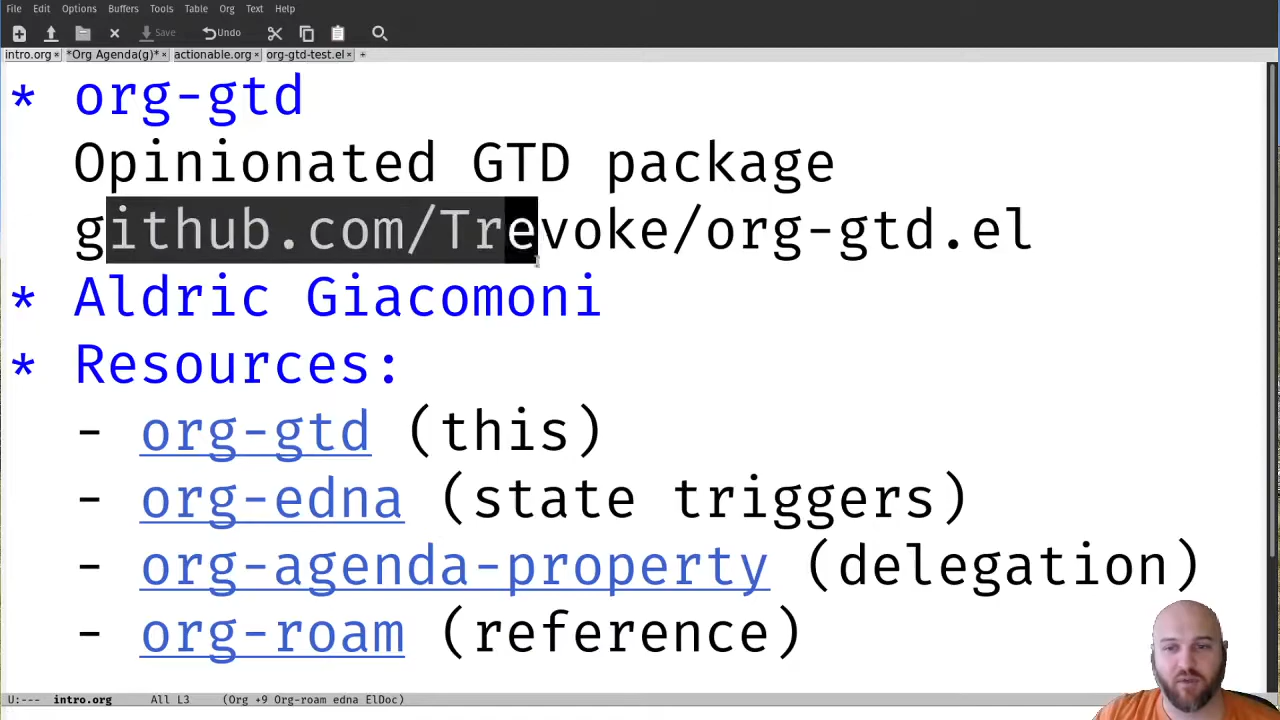 File Edit Options Buffers Tools Table Org Text Help
Save Undo
intro.org × *Org Agenda(g)* × actionable.org × org-gtd-test.el × +
* org-gtd
Opinionated GTD package
github.com/Trevoke/org-gtd.el
* Aldric Giacomoni
* Resources:
- org-gtd (this)
- org-edna (state triggers)
- org-agenda-property (delegation)
- org-roam (reference)
U:--- intro.org All L3 (Org +9 Org-roam edna ElDoc)